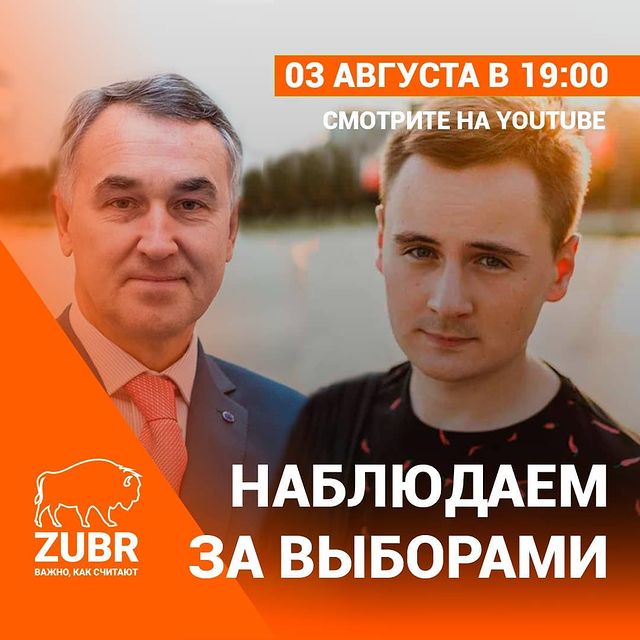 03 АВГУСТА В 19:00
СМОТРИТЕ НА YOUTUBE
НАБЛЮДАЕМ
ЗА ВЫБОРАМИ
ZUBR
ВАЖНО, КАК СЧИТАЮТ